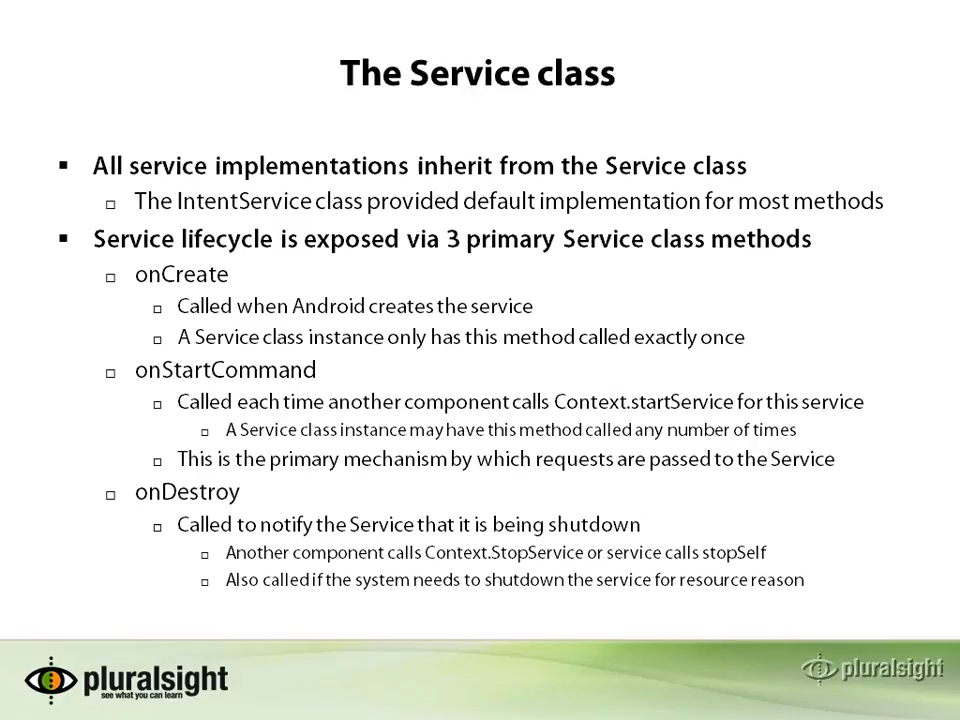 The Service class
All service implementations inherit from the Service class
The IntentService class provided default implementation for most methods
Service lifecycle is exposed via 3 primary Service class methods
onCreate
Called when Android creates the service
A Service class instance only has this method called exactly once
onStartCommand
Called each time another component calls Context.startService for this service
A Service class instance may have this method called any number of times
This is the primary mechanism by which requests are passed to the Service
onDestroy
Called to notify the Service that it is being shutdown
Another component calls Context.StopService or service calls stopSelf
Also called if the system needs to shutdown the service for resource reason
pluralsight
see what you can learn
pluralsight